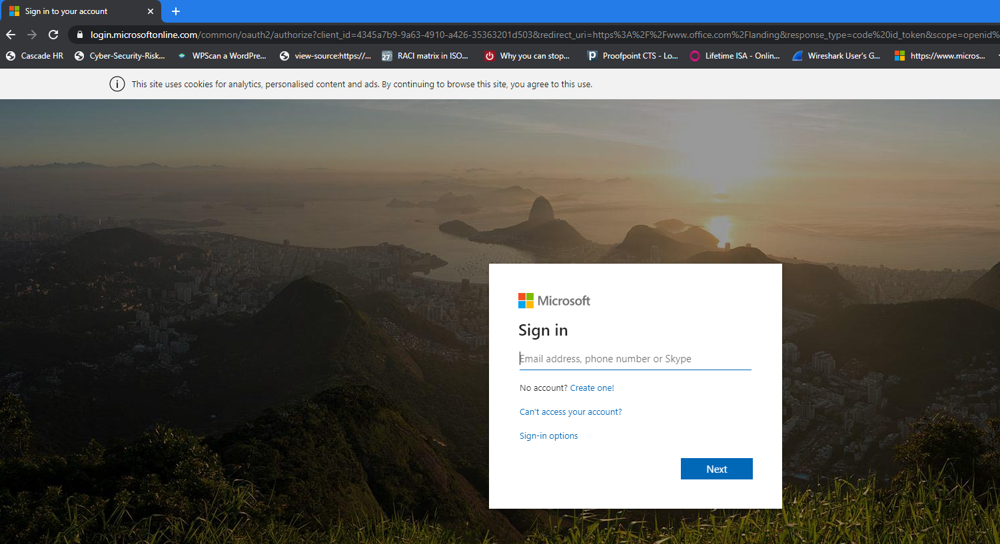 Sign in to your account
login.microsoftonline.com/common/oauth2/authorize?client_id=4345a7b9-9a63-4910-a426-35363201d503&redirect_uri=https%3A%2F%2Fwww.office.com%2Flanding&response_type=code%20id_token&scope=openid%
Cascade HR Cyber-Security-Risk... WPScan a WordPre... view-source:https://... 27 RACI matrix in ISO... Why you can stop... p Proofpoint CTS - Lo... Lifetime ISA - Onlin... Wireshark User's G... https://www.micros...
This site uses cookies for analytics, personalised content and ads. By continuing to browse this site, you agree to this use.
Microsoft
Sign in
Email address, phone number or Skype
No account? Create one!
Can't access your account?
Sign-in options
Next